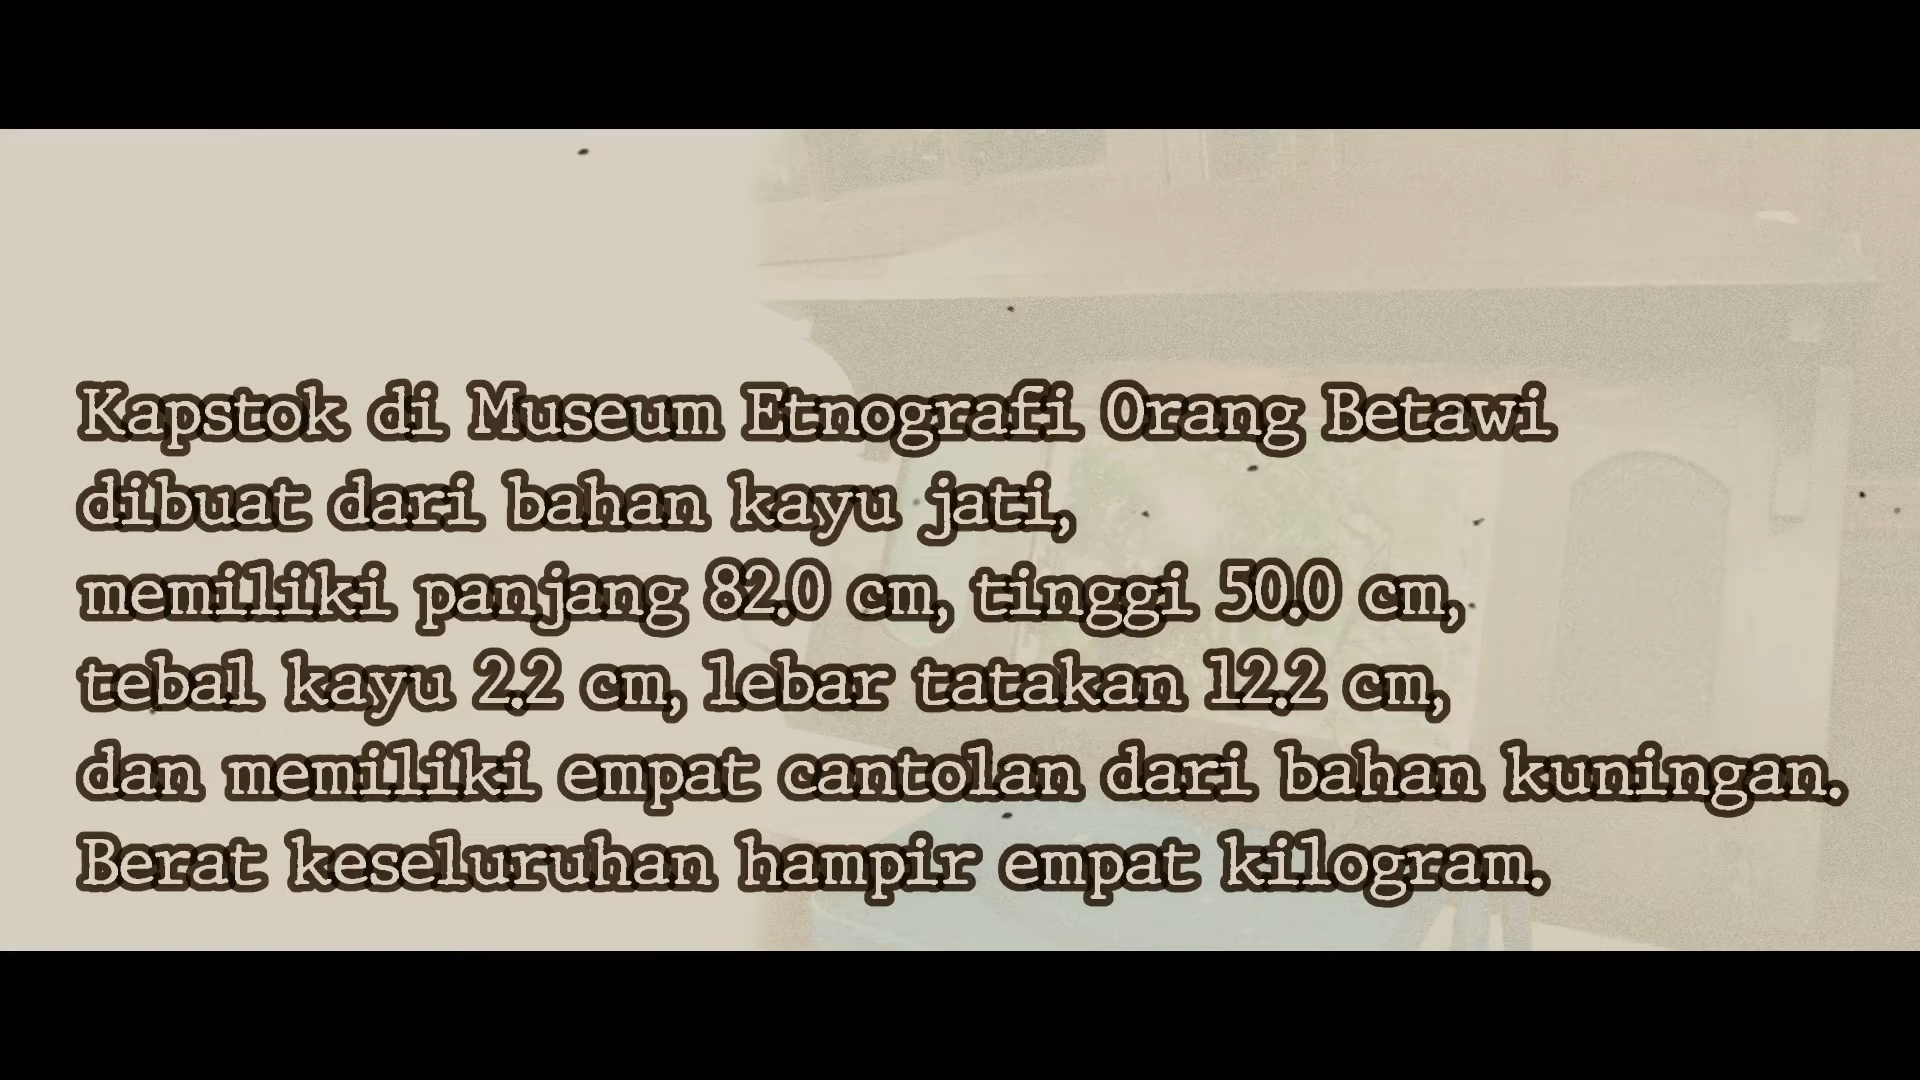 Kapstok di Museum Etnografi Orang Betawi
dibuat dari bahan kayu jati,
memiliki panjang 82.0 cm, tinggi 50.0 cm,
tebal kayu 2.2 cm, lebar tatakan 12.2 cm,
dan memiliki empat cantolan dari bahan kuningan.
Berat keseluruhan hampir empat kilogram.